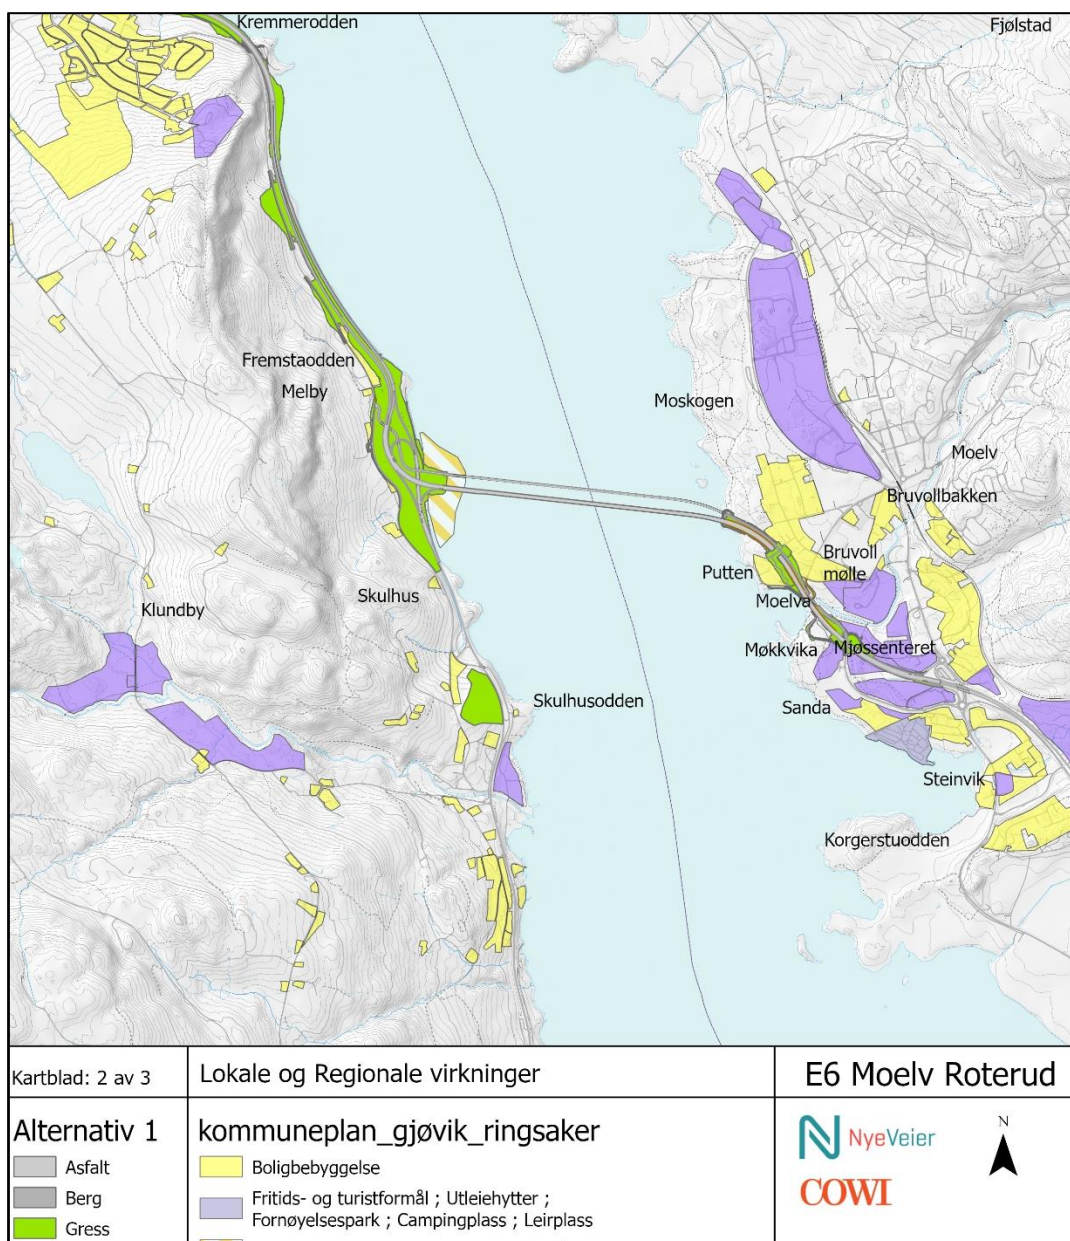 Kremmerodden
Fjølstad
Fremstaodden
Melby
Moskogen
Moelv
Bruvollbakken
Bruvoll
mølle
Putten
Moelva
Skulhus
Klundby
Møkkvika
Mjøssenteret
Skulhusodden
Sanda
Steinvik
Korgerstuodden
Kartblad: 2 av 3
Lokale og Regionale virkninger
E6 Moelv Roterud
Alternativ 1
Asfalt
Berg
Gress
kommuneplan_gjøvik_ringsaker
Boligbebyggelse
Fritids- og turistformål ; Utleiehytter ;
Fornøyelsespark ; Campingplass ; Leirplass
NyeVeier
COWI
N